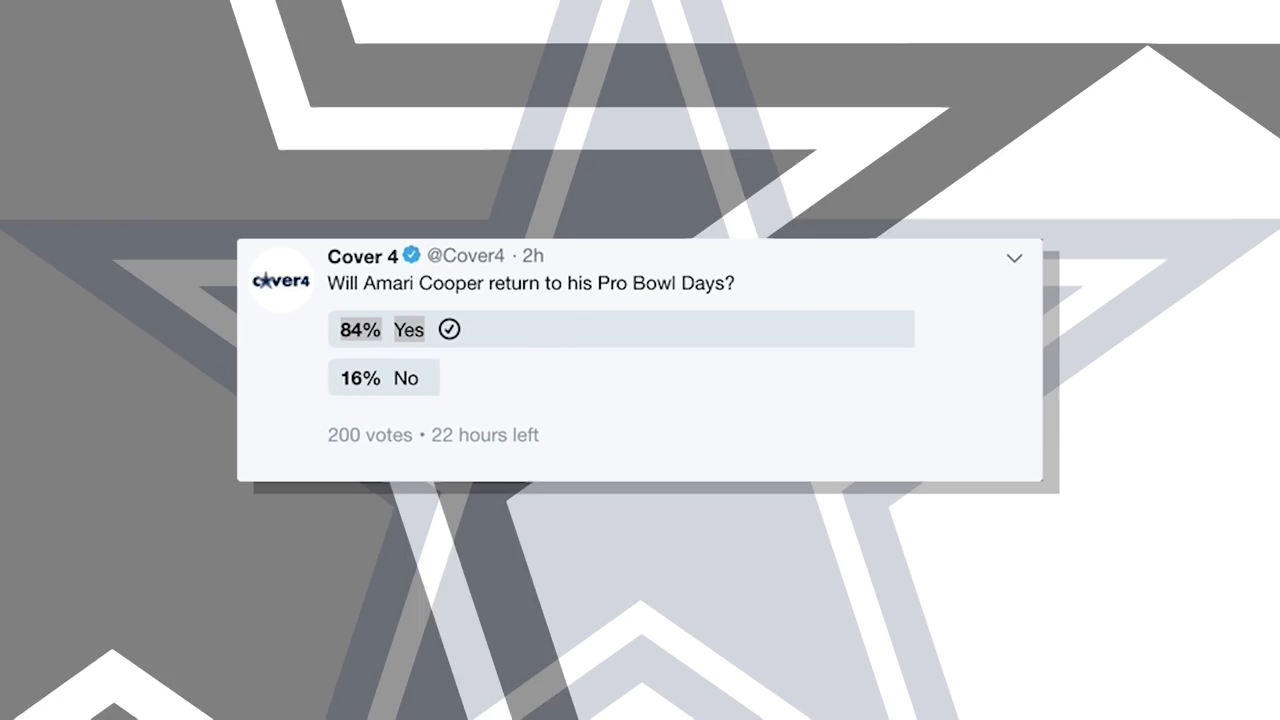 Cover 4 @Cover4 · 2h
c★ver4
Will Amari Cooper return to his Pro Bowl Days?
84% Yes
16% No
200 votes • 22 hours left